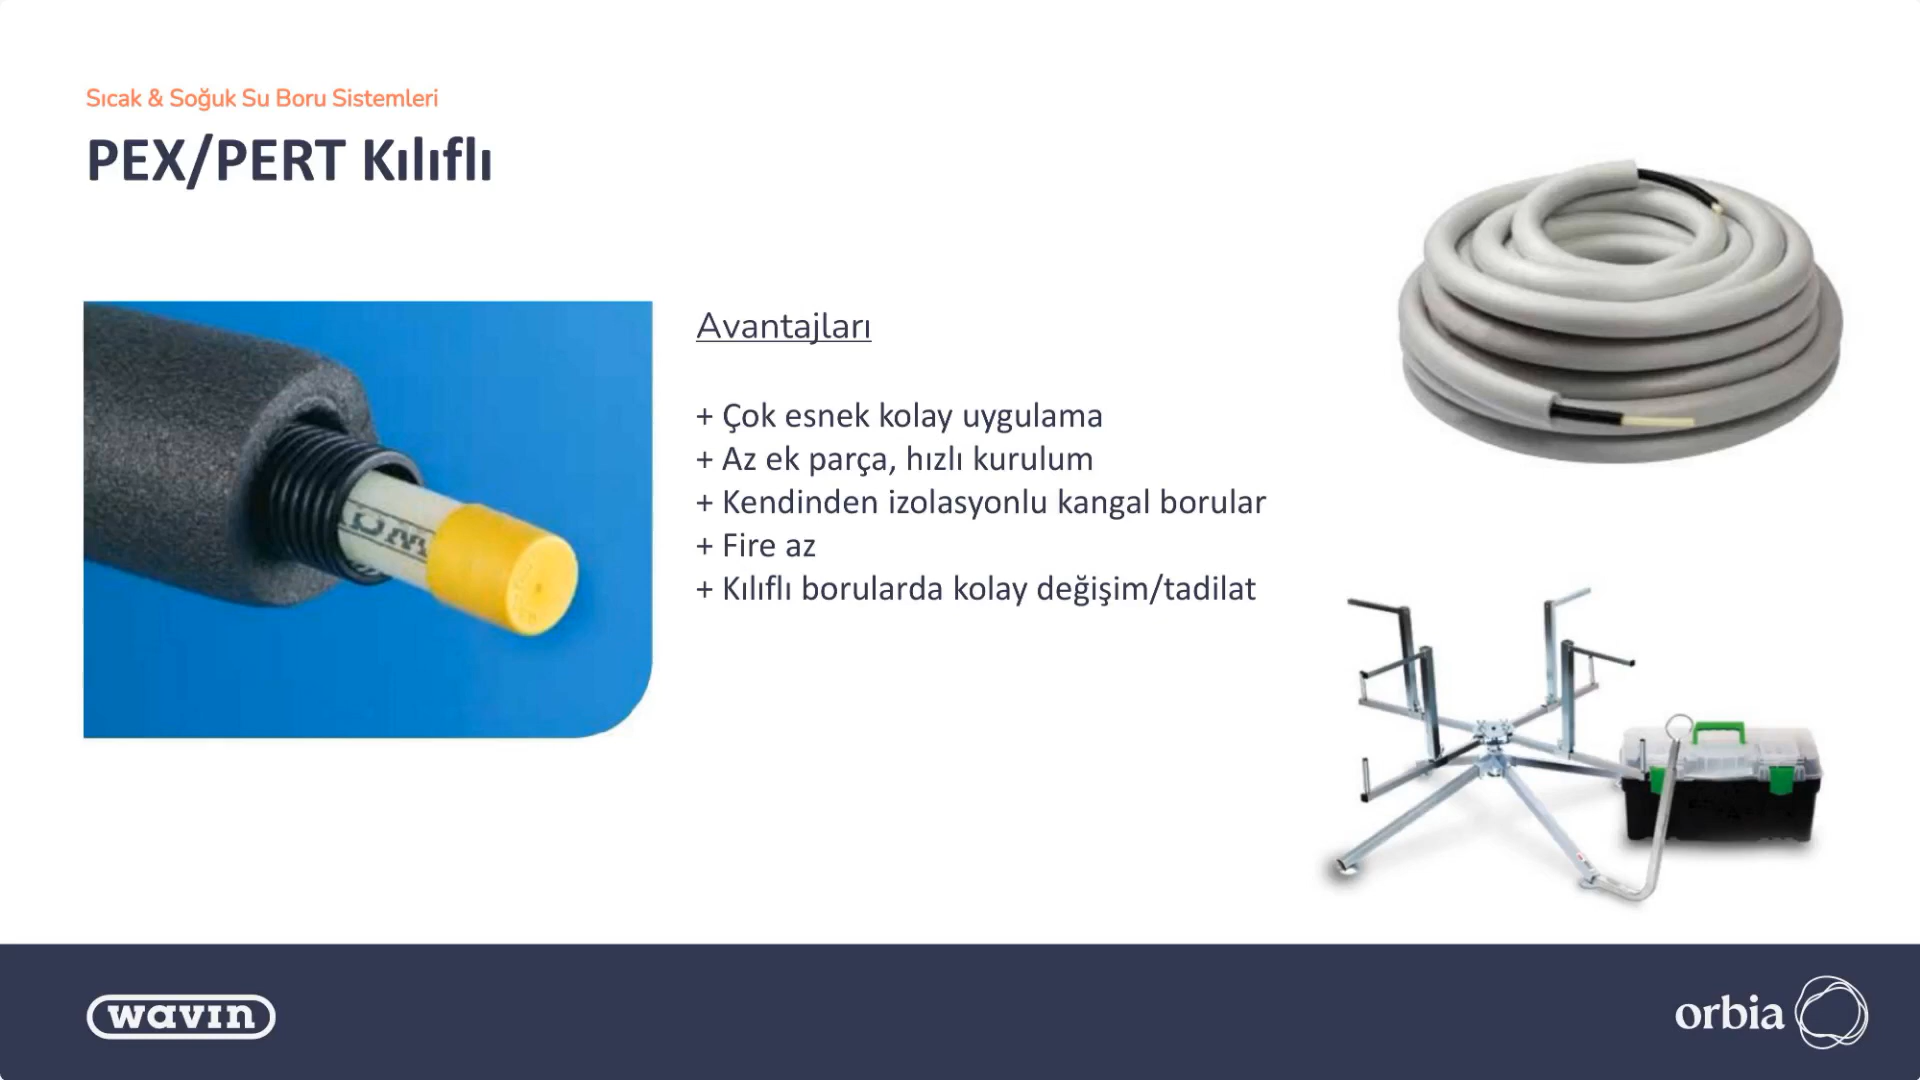 Sıcak & Soğuk Su Boru Sistemleri
PEX/PERT Kılıflı
Avantajları
+ Çok esnek kolay uygulama
+ Az ek parça, hızlı kurulum
+ Kendinden izolasyonlu kangal borular
+ Fire az
+ Kılıflı borularda kolay değişim/tadilat
wavin
orbia